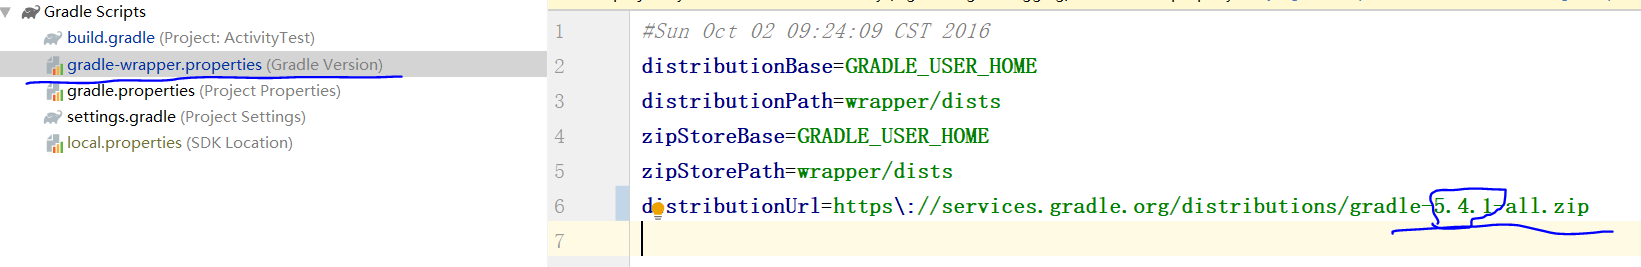 Gradle Scripts
build.gradle (Project: ActivityTest)
gradle-wrapper.properties (Gradle Version)
gradle.properties (Project Properties)
settings.gradle (Project Settings)
local.properties (SDK Location)
1 #Sun Oct 02 09:24:09 CST 2016
2 distributionBase=GRADLE_USER_HOME
3 distributionPath=wrapper/dists
4 zipStoreBase=GRADLE_USER_HOME
5 zipStorePath=wrapper/dists
6 distributionUrl=https\://services.gradle.org/distributions/gradle-5.4.1-all.zip
7